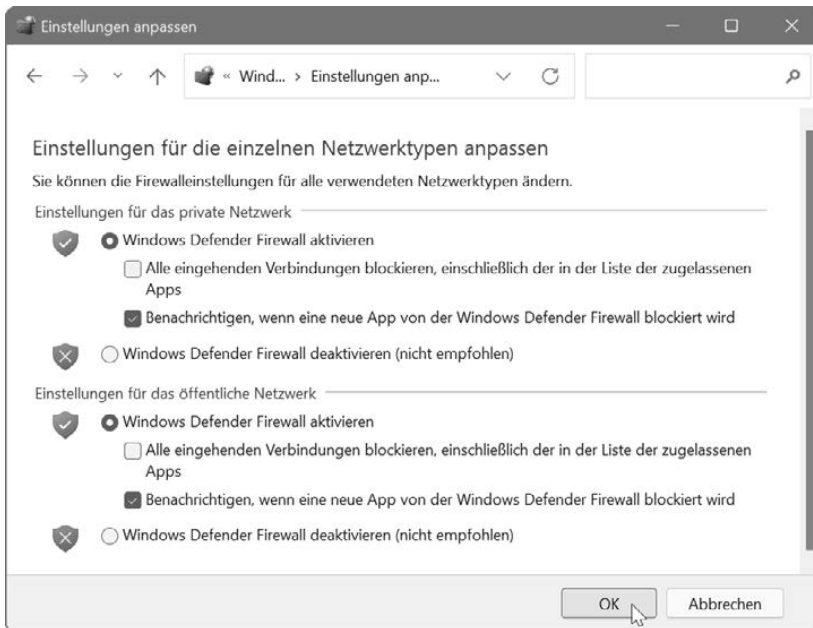 Einstellungen anpassen
« Wind... > Einstellungen anp...
Einstellungen für die einzelnen Netzwerktypen anpassen
Sie können die Firewalleinstellungen für alle verwendeten Netzwerktypen ändern.
Einstellungen für das private Netzwerk
Windows Defender Firewall aktivieren
Alle eingehenden Verbindungen blockieren, einschließlich der in der Liste der zugelassenen
Apps
Benachrichtigen, wenn eine neue App von der Windows Defender Firewall blockiert wird
Windows Defender Firewall deaktivieren (nicht empfohlen)
Einstellungen für das öffentliche Netzwerk
Windows Defender Firewall aktivieren
Alle eingehenden Verbindungen blockieren, einschließlich der in der Liste der zugelassenen
Apps
Benachrichtigen, wenn eine neue App von der Windows Defender Firewall blockiert wird
Windows Defender Firewall deaktivieren (nicht empfohlen)
OK Abbrechen